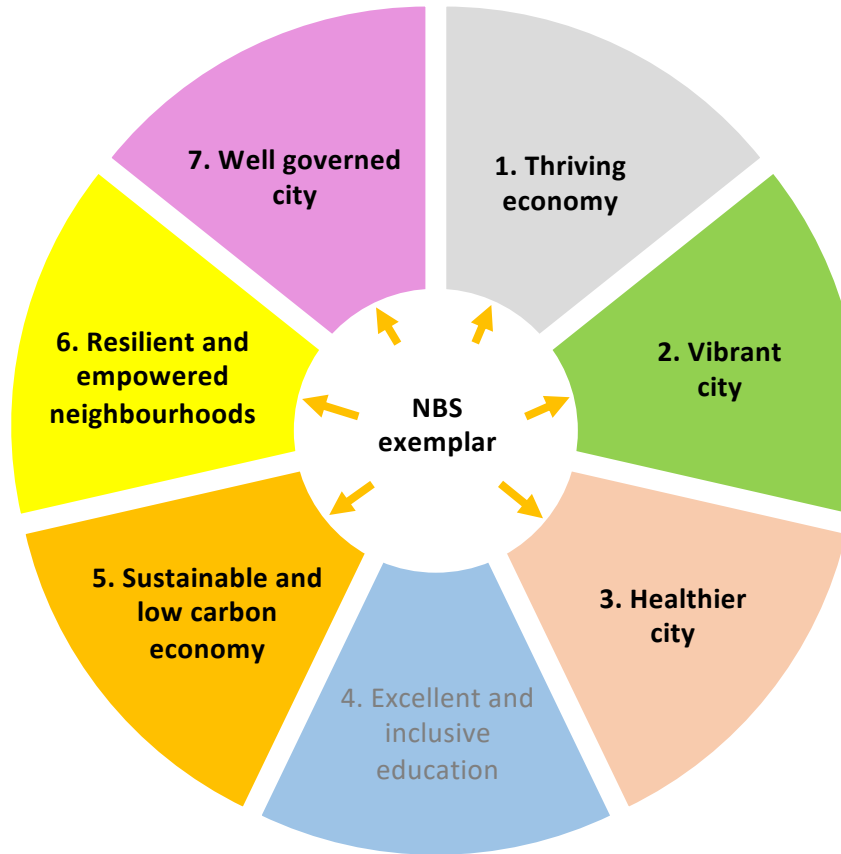 1. Thriving
economy
2. Vibrant
city
3. Healthier
city
4. Excellent and
inclusive
education
5. Sustainable and
low carbon
economy
6. Resilient and
empowered
neighbourhoods
7. Well governed
city
NBS
exemplar